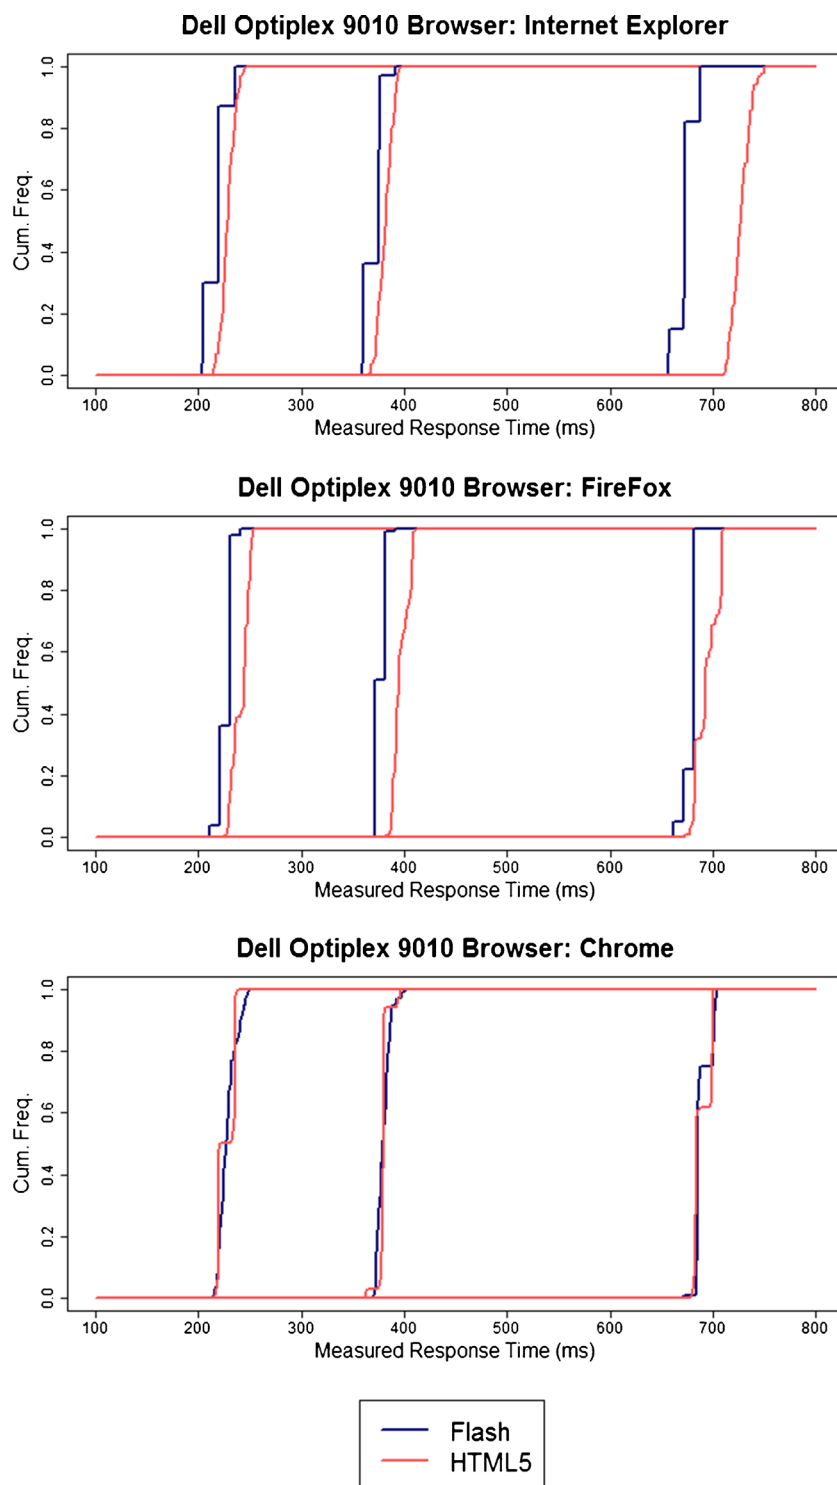 Dell Optiplex 9010 Browser: Internet Explorer
Cum. Freq.
0.0 0.2 0.4 0.6 0.8 1.0
100 200 300 400 500 600 700 800
Measured Response Time (ms)
Dell Optiplex 9010 Browser: FireFox
Cum. Freq.
0.0 0.2 0.4 0.6 0.8 1.0
100 200 300 400 500 600 700 800
Measured Response Time (ms)
Dell Optiplex 9010 Browser: Chrome
Cum. Freq.
0.0 0.2 0.4 0.6 0.8 1.0
100 200 300 400 500 600 700 800
Measured Response Time (ms)
Flash
HTML5